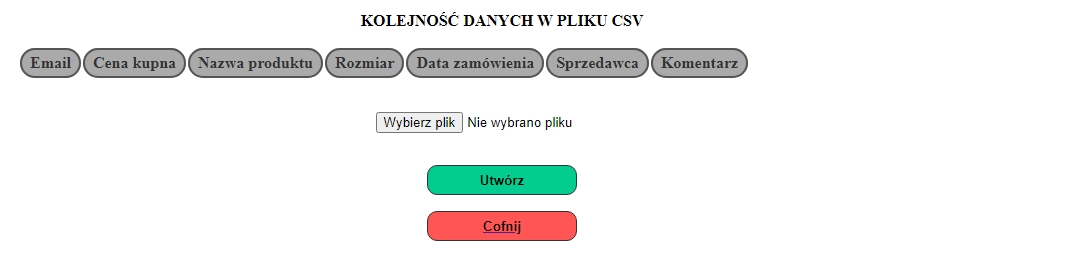 KOLEJNOŚĆ DANYCH W PLIKU CSV
Email Cena kupna Nazwa produktu Rozmiar Data zamówienia Sprzedawca Komentarz
Wybierz plik Nie wybrano pliku
Utwórz
Cofnij